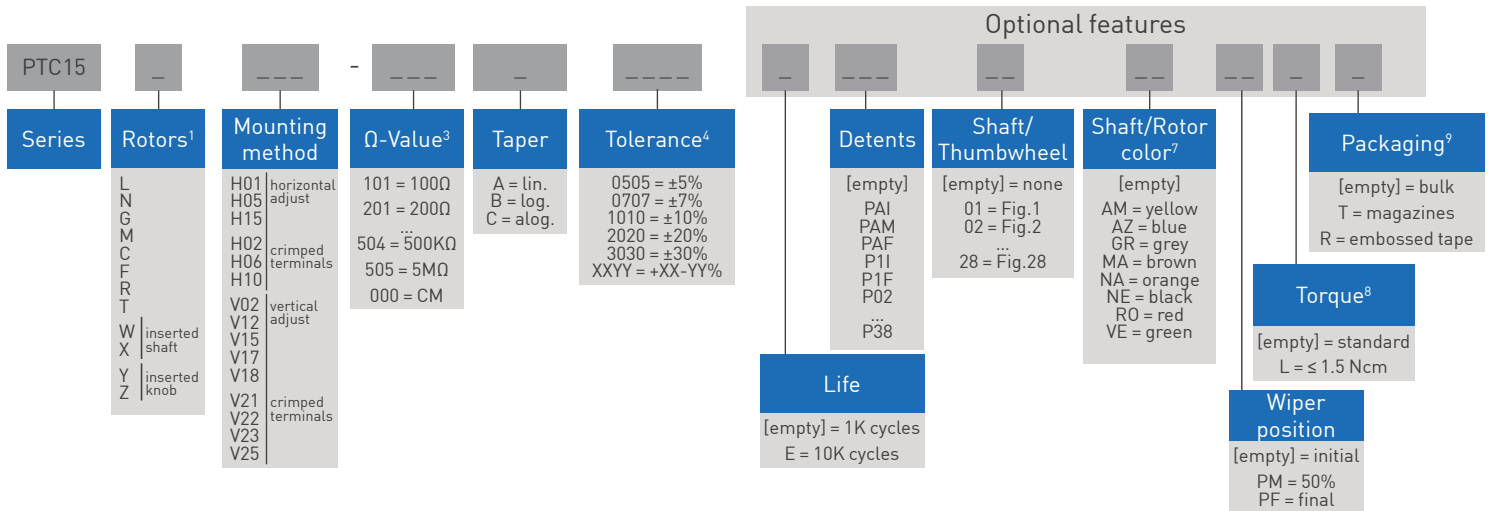 Optional features
PTC15 _ _ _ _ - _ _ _ _ _ _ _ _ _ _ _ _ _ _ _ _ _ _ _ _ _
Series
Rotors¹
L
N
G
M
C
F
R
T
W
X
inserted
shaft
Y
Z
inserted
knob
Mounting
method
H01
H05
H15
horizontal
adjust
H02
H06
H10
crimped
terminals
V02
V12
V15
V17
V18
vertical
adjust
V21
V22
V23
V25
crimped
terminals
Ω-Value³
101 = 100Ω
201 = 200Ω
...
504 = 500KΩ
505 = 5MΩ
000 = CM
Taper
A = lin.
B = log.
C = alog.
Tolerance⁴
0505 = ±5%
0707 = ±7%
1010 = ±10%
2020 = ±20%
3030 = ±30%
XXYY = +XX-YY%
Life
[empty] = 1K cycles
E = 10K cycles
Detents
[empty]
PAI
PAM
PAF
P1I
P1F
P02
...
P38
Shaft/
Thumbwheel
[empty] = none
01 = Fig.1
02 = Fig.2
...
28 = Fig.28
Shaft/Rotor
color⁷
[empty]
AM = yellow
AZ = blue
GR = grey
MA = brown
NA = orange
NE = black
RO = red
VE = green
Wiper
position
[empty] = initial
PM = 50%
PF = final
Torque⁸
[empty] = standard
L = ≤ 1.5 Ncm
Packaging⁹
[empty] = bulk
T = magazines
R = embossed tape